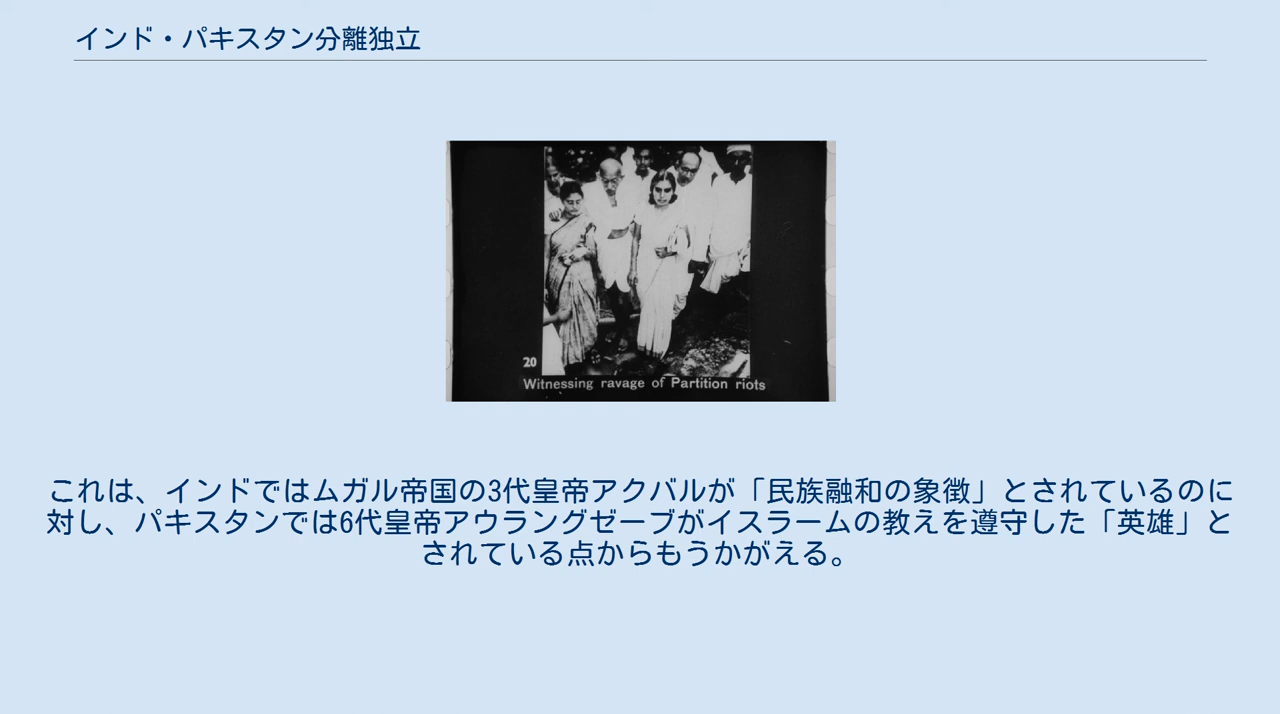 インド・パキスタン分離独立
20
Witnessing ravage of Partition riots
これは、インドではムガル帝国の3代皇帝アクバルが「民族融和の象徴」とされているのに
対し、パキスタンでは6代皇帝アウラングゼーブがイスラームの教えを遵守した「英雄」と
されている点からもうかがえる。